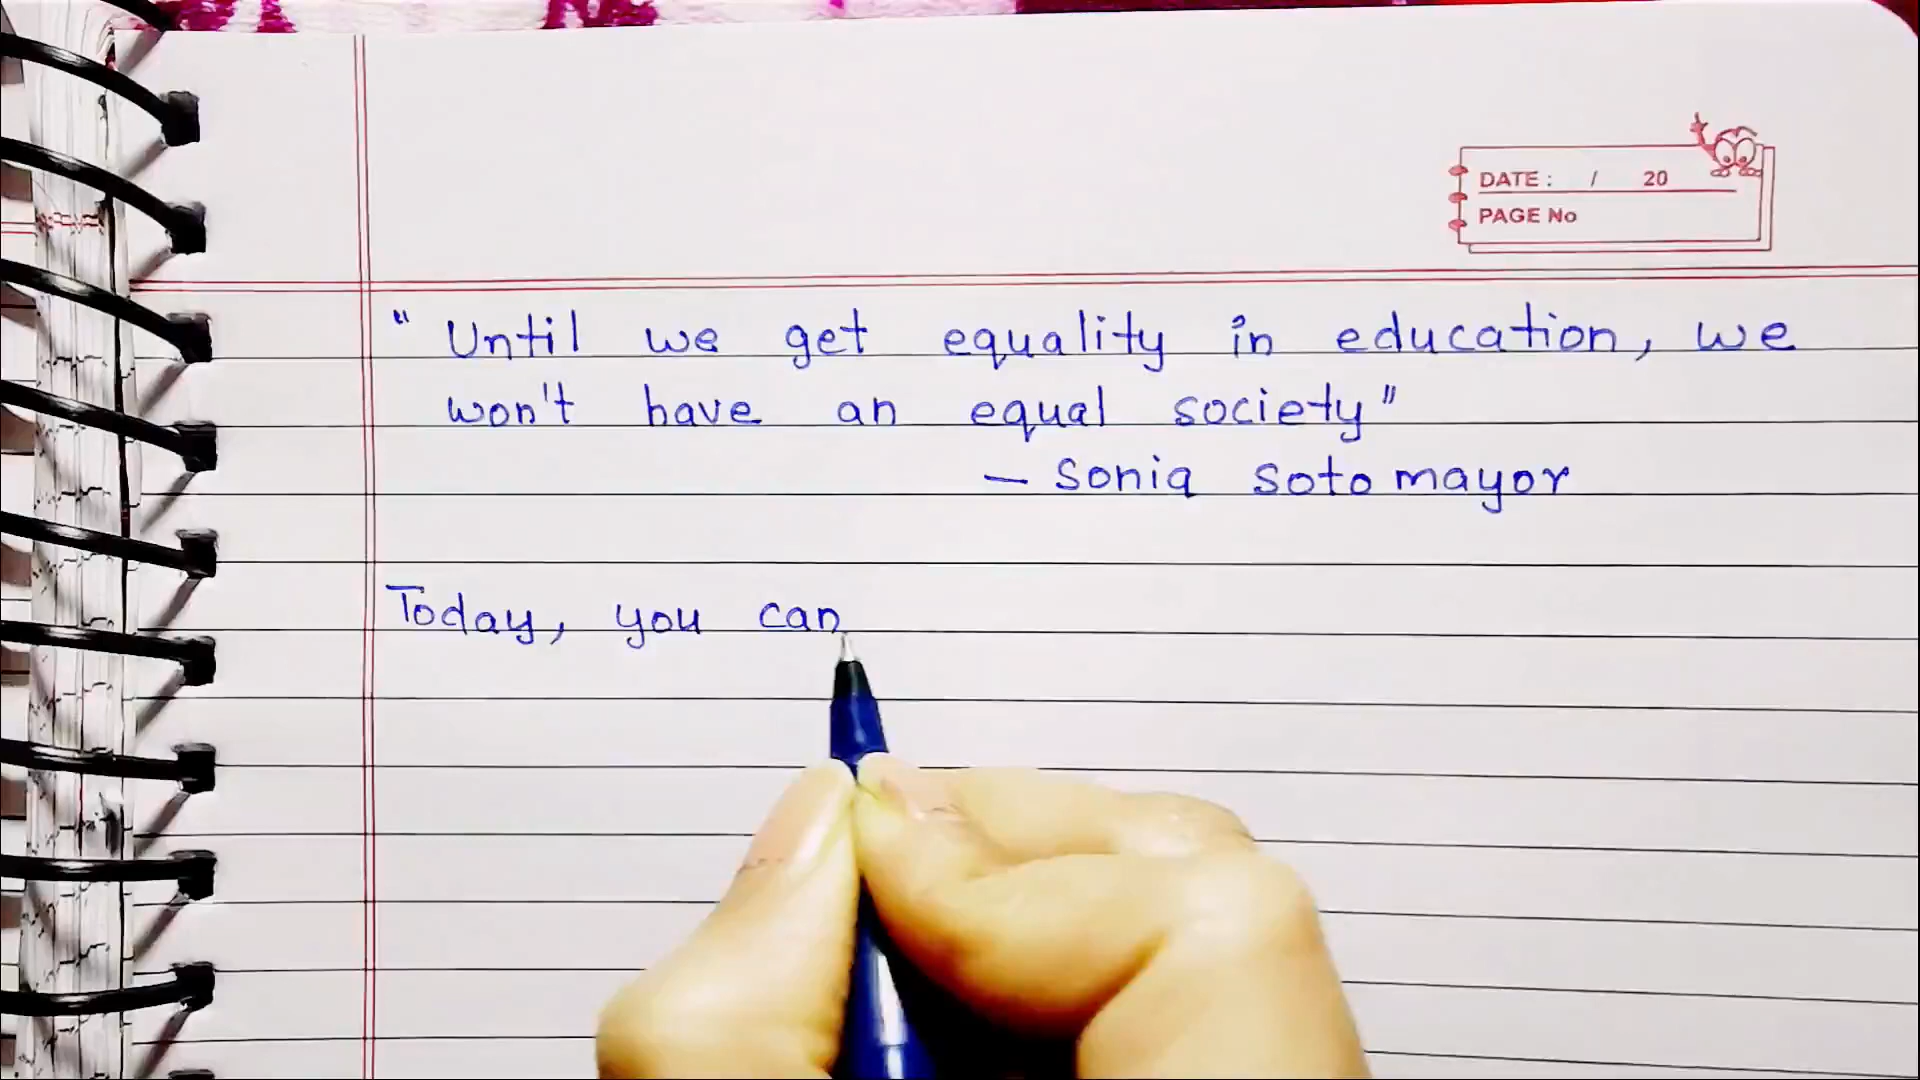 DATE : / 20
PAGE No
" Until we get equality in education, we
won't have an equal society"
— Sonia Sotomayor
Today, you can